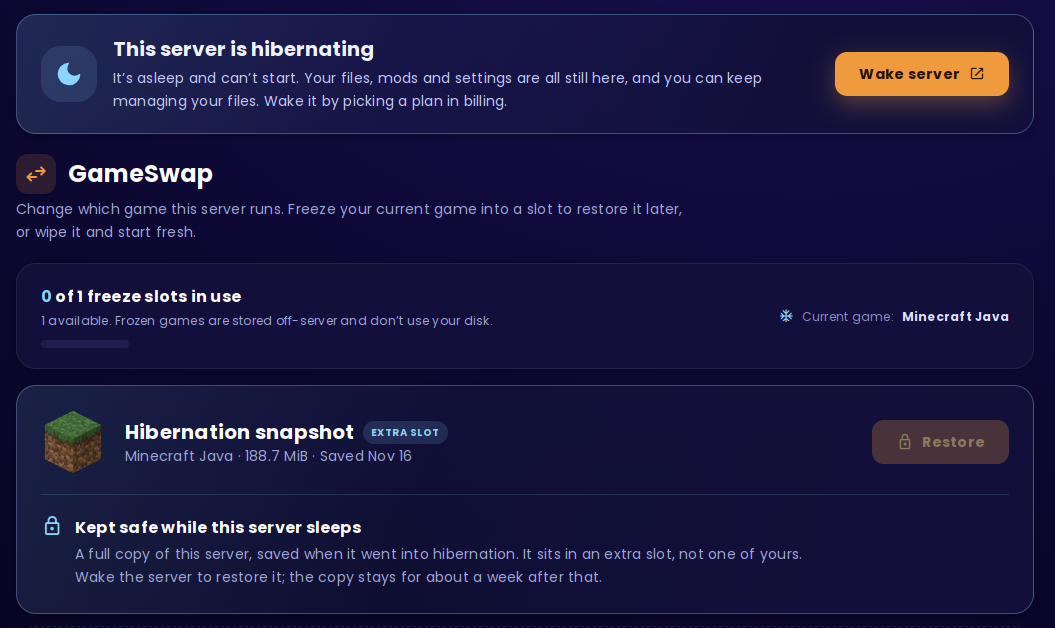 This server is hibernating
It’s asleep and can’t start. Your files, mods and settings are all still here, and you can keep
managing your files. Wake it by picking a plan in billing.
Wake server
GameSwap
Change which game this server runs. Freeze your current game into a slot to restore it later,
or wipe it and start fresh.
0 of 1 freeze slots in use
1 available. Frozen games are stored off-server and don’t use your disk.
Current game: Minecraft Java
Hibernation snapshot EXTRA SLOT
Minecraft Java · 188.7 MiB · Saved Nov 16
Restore
Kept safe while this server sleeps
A full copy of this server, saved when it went into hibernation. It sits in an extra slot, not one of yours.
Wake the server to restore it; the copy stays for about a week after that.